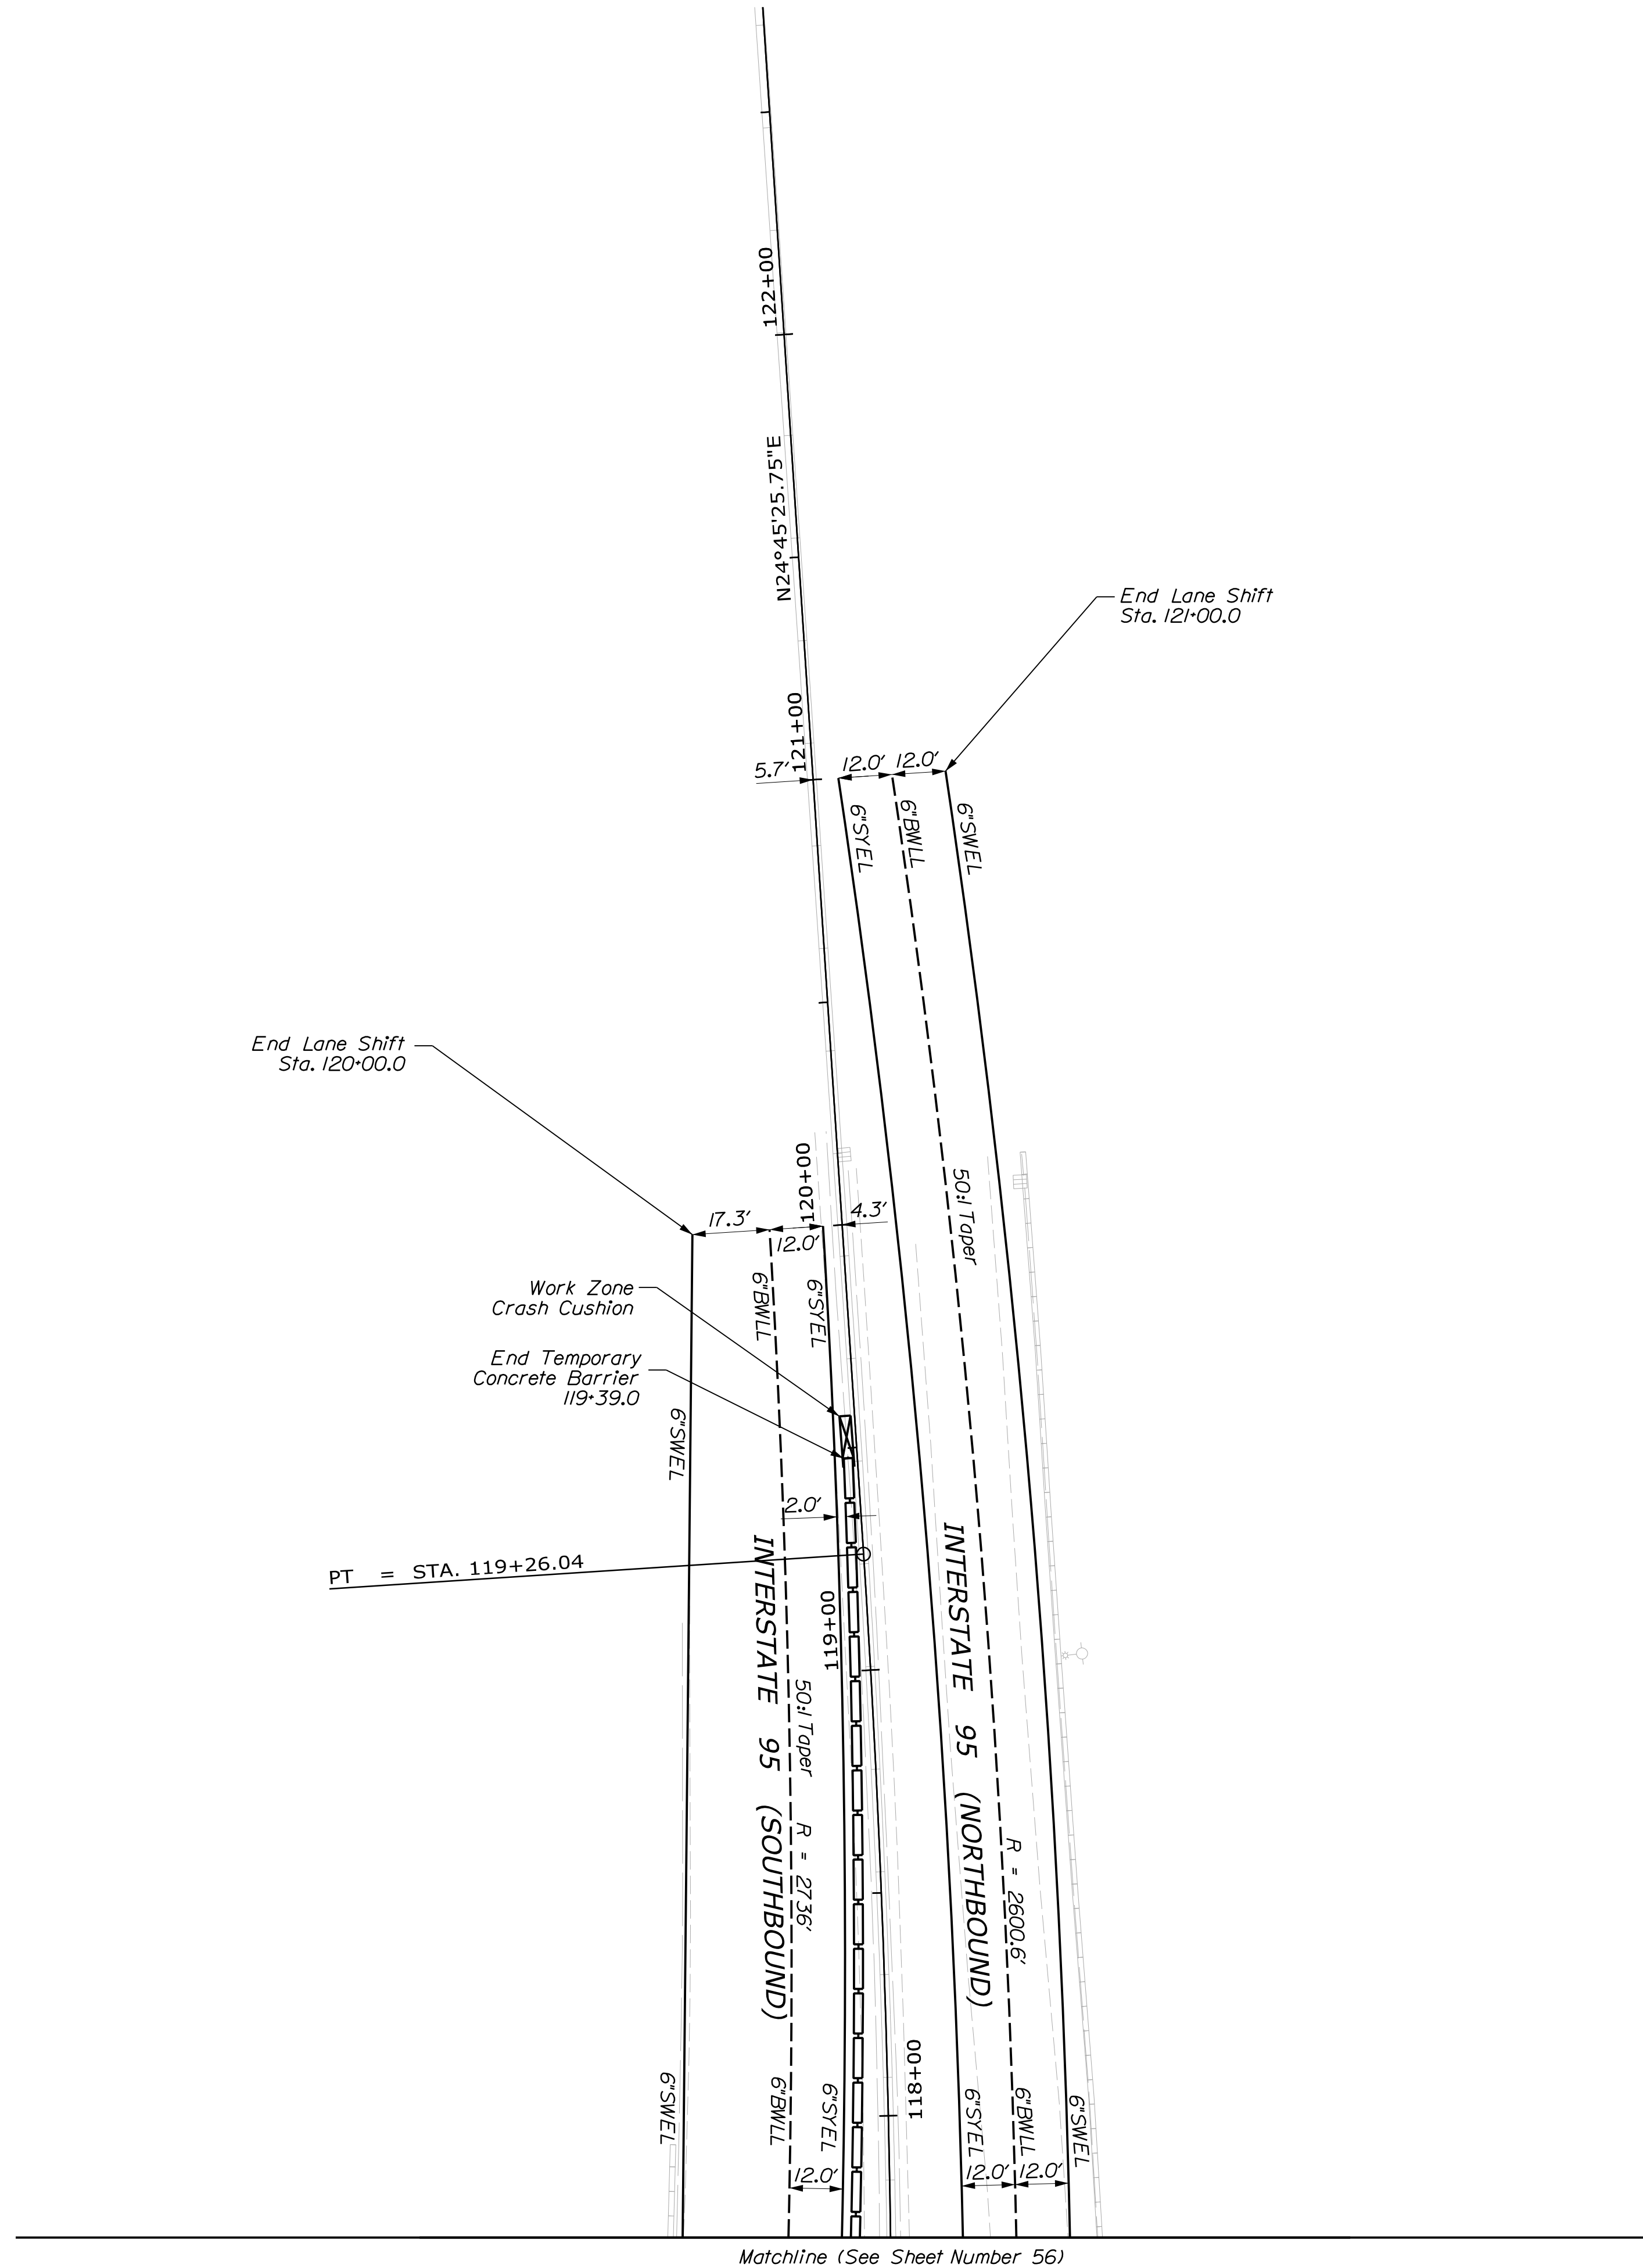 122+00
N24°45'25.75"E
End Lane Shift
Sta. 121+00.0
121+00
5.7'
12.0'
12.0'
6"SYEL
6"BWLL
6"SWEL
End Lane Shift
Sta. 120+00.0
120+00
17.3'
12.0'
4.3'
50:1 Taper
6"BWLL
6"SYEL
Work Zone
Crash Cushion
End Temporary
Concrete Barrier
119+39.0
6"SWEL
2.0'
PT = STA. 119+26.04
119+00
INTERSTATE 95 (SOUTHBOUND)
INTERSTATE 95 (NORTHBOUND)
50:1 Taper
R = 2736'
R = 2600.6'
118+00
6"SWEL
6"BWLL
6"SYEL
6"SYEL
6"BWLL
6"SWEL
12.0'
12.0'
12.0'
Matchline (See Sheet Number 56)